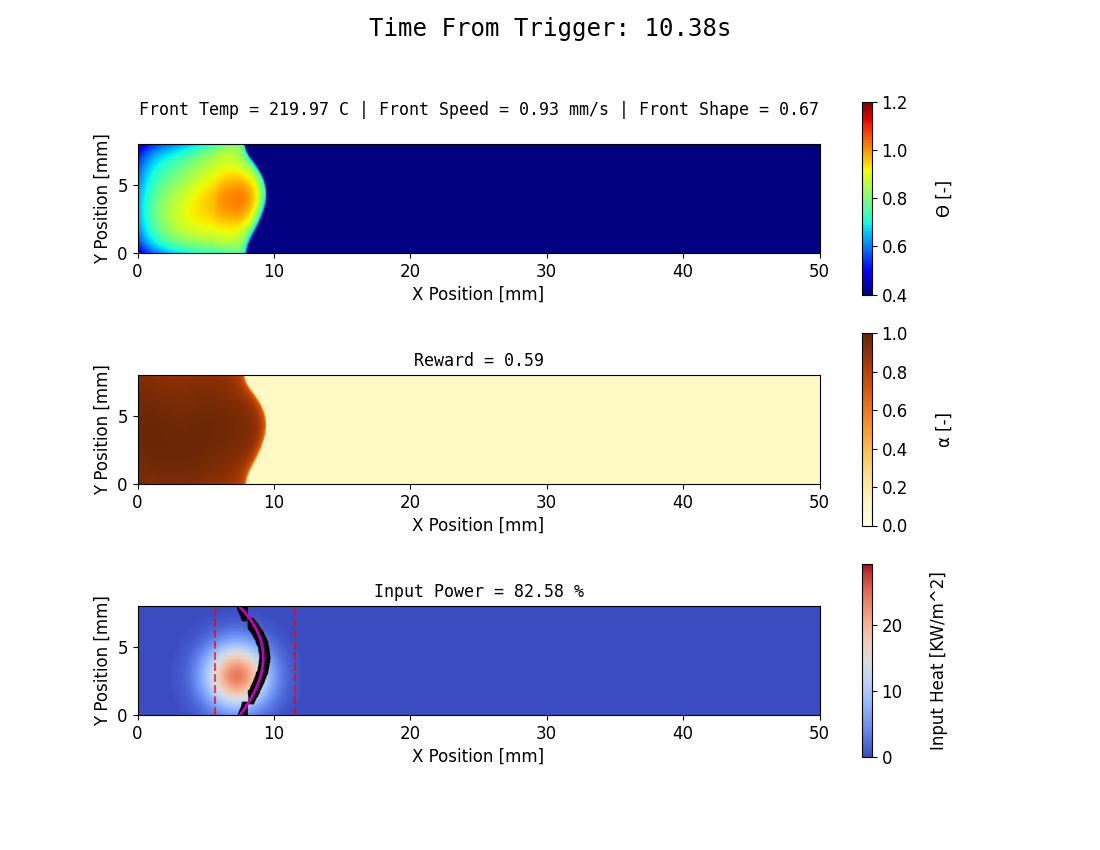 Time From Trigger: 10.38s
Front Temp = 219.97 C | Front Speed = 0.93 mm/s | Front Shape = 0.67
Y Position [mm]
5
0
0 10 20 30 40 50
X Position [mm]
1.2
1.0
0.8
0.6
0.4
Θ [-]
Reward = 0.59
Y Position [mm]
5
0
0 10 20 30 40 50
X Position [mm]
1.0
0.8
0.6
0.4
0.2
0.0
α [-]
Input Power = 82.58 %
Y Position [mm]
5
0
0 10 20 30 40 50
X Position [mm]
20
10
0
Input Heat [KW/m^2]